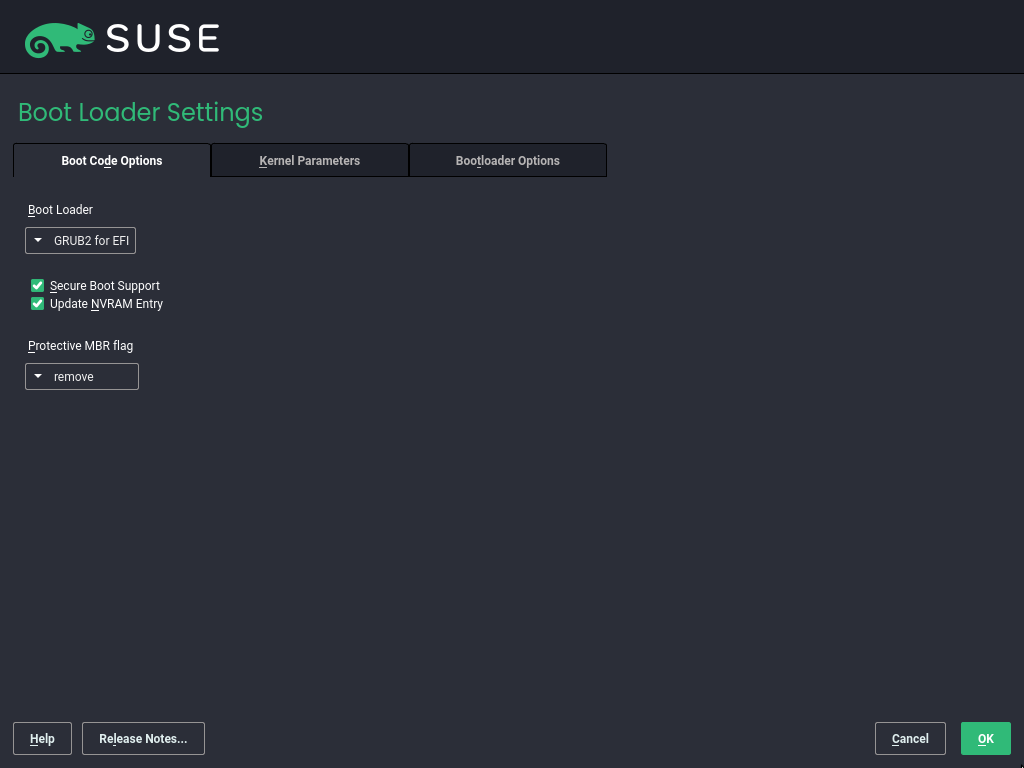 SUSE
Boot Loader Settings
Boot Code Options Kernel Parameters Bootloader Options
Boot Loader
GRUB2 for EFI
Secure Boot Support
Update NVRAM Entry
Protective MBR flag
remove
Help Release Notes... Cancel OK